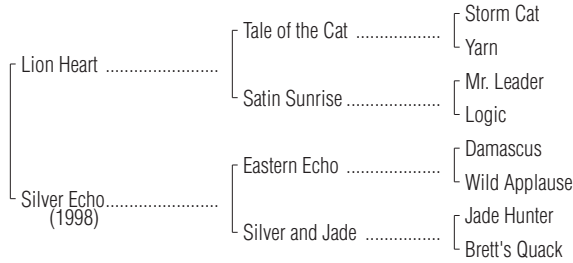 Storm Cat
Tale of the Cat ..................
Yarn
Lion Heart ........................
Mr. Leader
Satin Sunrise ....................
Logic
Damascus
Eastern Echo ....................
Wild Applause
Silver Echo........................
(1998)
Jade Hunter
Silver and Jade ................
Brett's Quack